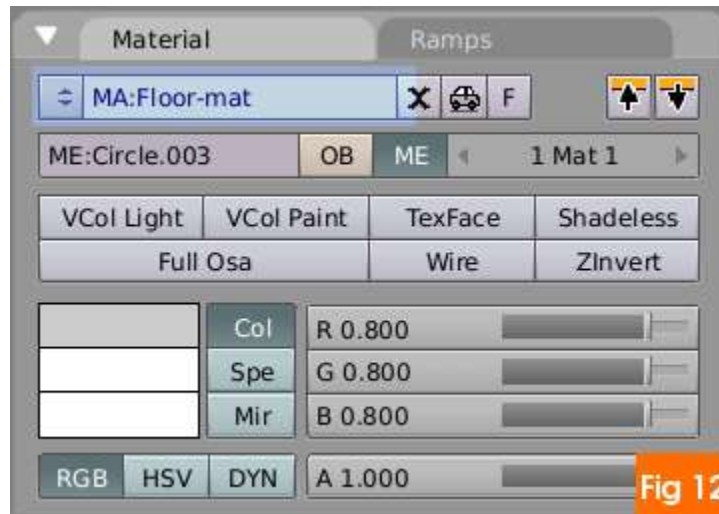 Material Ramps
MA:Floor-mat X F
ME:Circle.003 OB ME 1 Mat 1
VCol Light VCol Paint TexFace Shadeless
Full Osa Wire ZInvert
Col R 0.800
Spe G 0.800
Mir B 0.800
RGB HSV DYN A 1.000
Fig 12